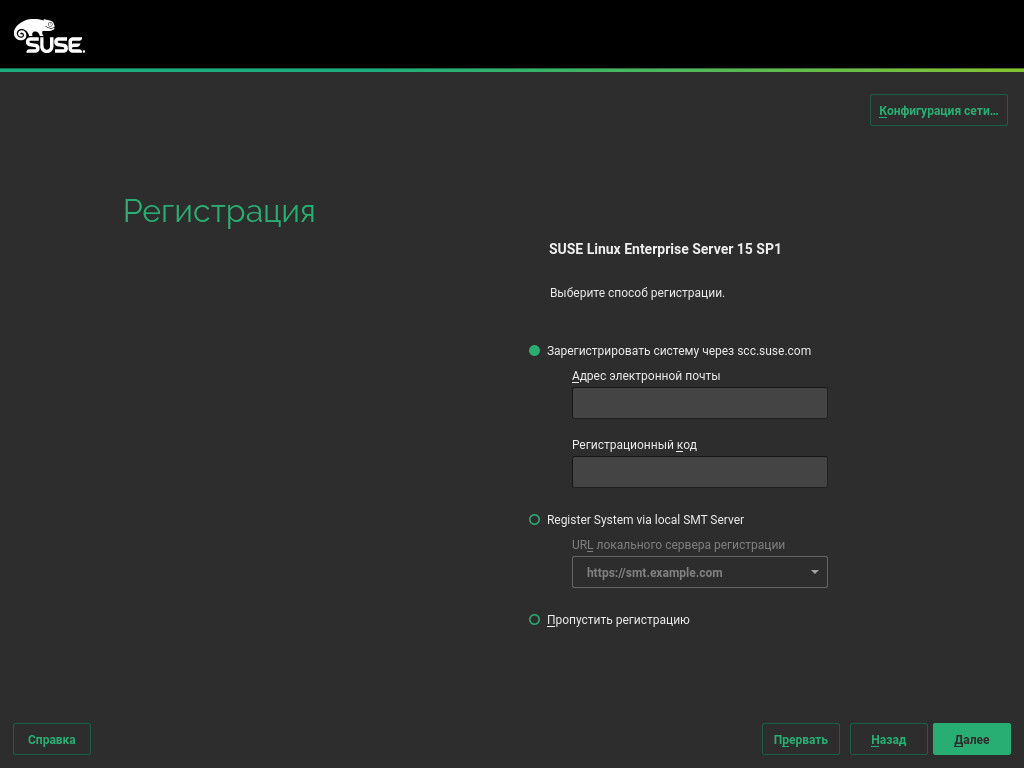 SUSE.
Конфигурация сети...
Регистрация
SUSE Linux Enterprise Server 15 SP1
Выберите способ регистрации.
Зарегистрировать систему через scc.suse.com
Адрес электронной почты
Регистрационный код
Register System via local SMT Server
URL локального сервера регистрации
https://smt.example.com
Пропустить регистрацию
Справка
Прервать
Назад
Далее